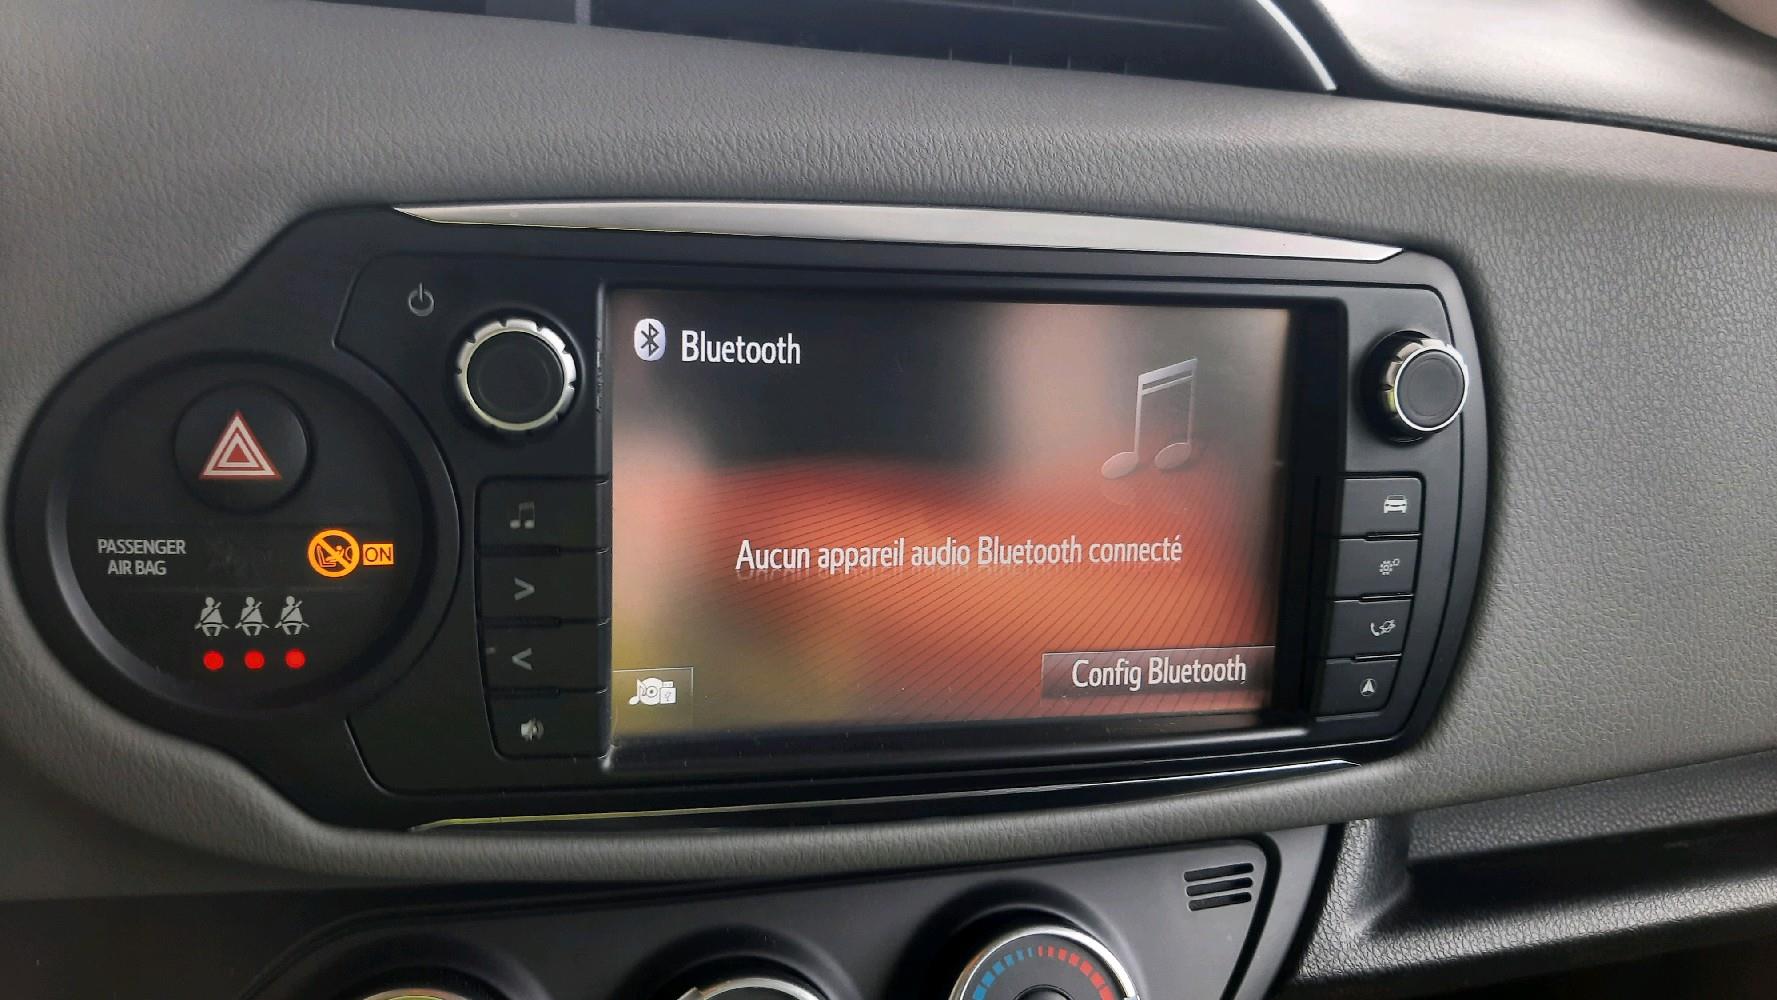 Bluetooth
Aucun appareil audio Bluetooth connecté
Config Bluetooth
PASSENGER
AIR BAG
ON